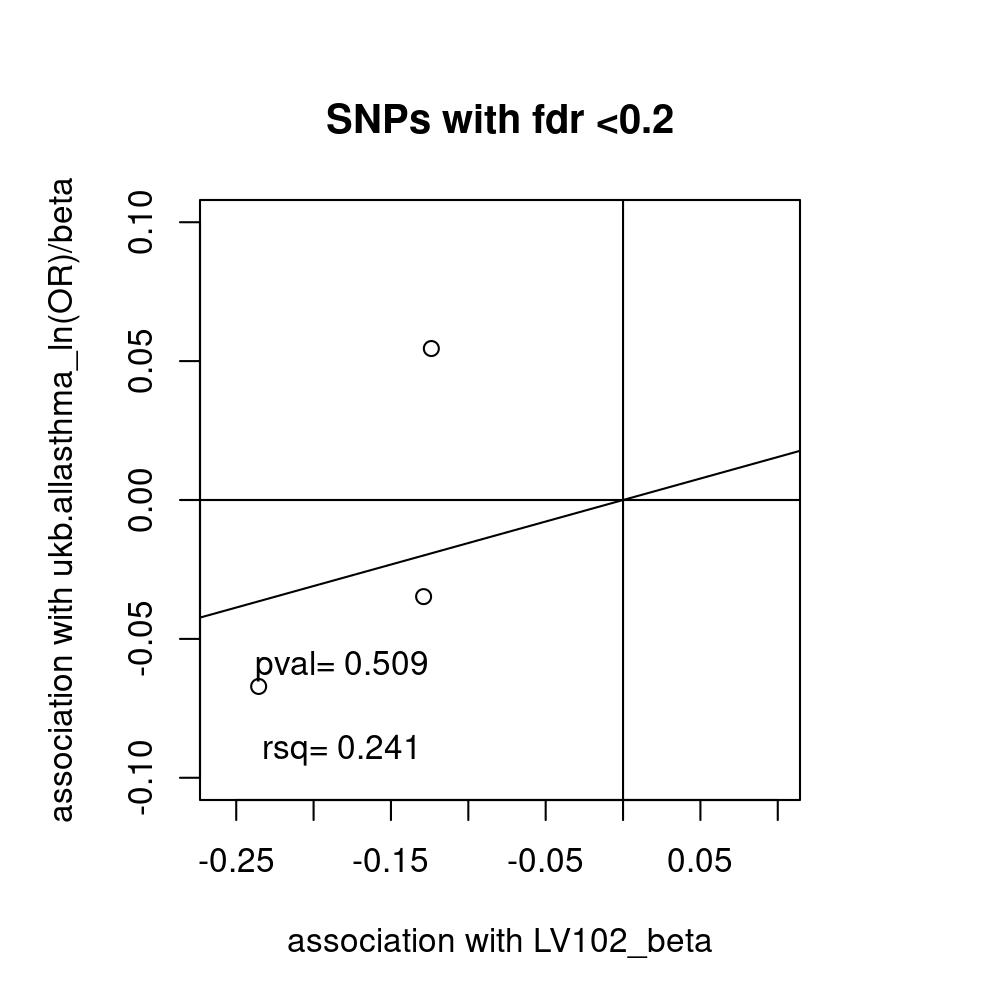 SNPs with fdr <0.2
association with ukb.allasthma_ln(OR)/beta
0.10
0.05
0.00
-0.05
-0.10
pval= 0.509
rsq= 0.241
-0.25 -0.15 -0.05 0.05
association with LV102_beta